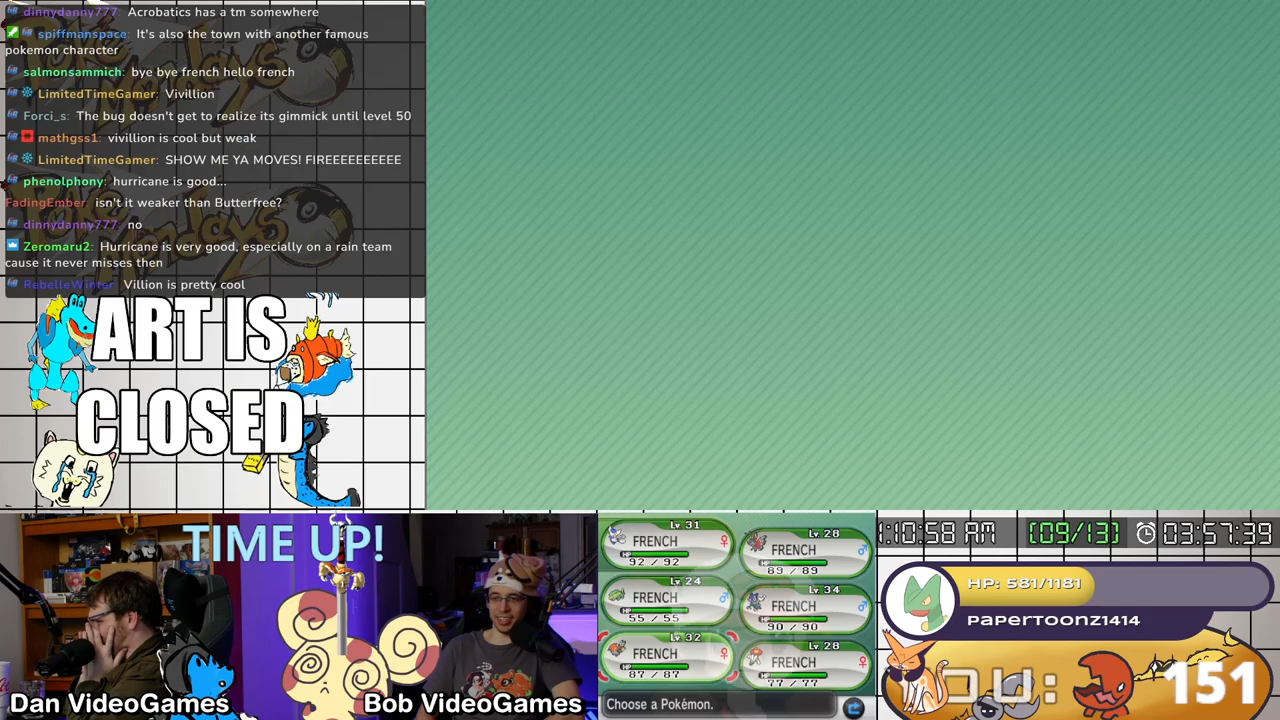 dinnydanny777: Acrobatics has a tm somewhere
spiffmanspace: It's also the town with another famous
pokemon character
salmonsammich: bye bye french hello french
LimitedTimeGamer: Vivillion
Forci_s: The bug doesn't get to realize its gimmick until level 50
mathgss1: vivillion is cool but weak
LimitedTimeGamer: SHOW ME YA MOVES! FIREEEEEEEEEE
phenolphony: hurricane is good...
FadingEmber: isn't it weaker than Butterfree?
dinnydanny777: no
Zeromaru2: Hurricane is very good, especially on a rain team
cause it never misses then
RebelleWinter: Villion is pretty cool
ART IS
CLOSED
TIME UP!
Dan VideoGames
Bob VideoGames
Lv.31
FRENCH ♀
HP
92 / 92
Lv.28
FRENCH ♂
HP
89 / 89
Lv.24
FRENCH ♂
HP
55 / 55
Lv.34
FRENCH ♂
HP
90 / 90
Lv.32
FRENCH ♀
HP
87 / 87
Lv.28
FRENCH ♀
HP
77 / 77
Choose a Pokémon.
:10:58 AM
[09/13]
03:57:39
HP: 581/1181
PaperToonz1414
151